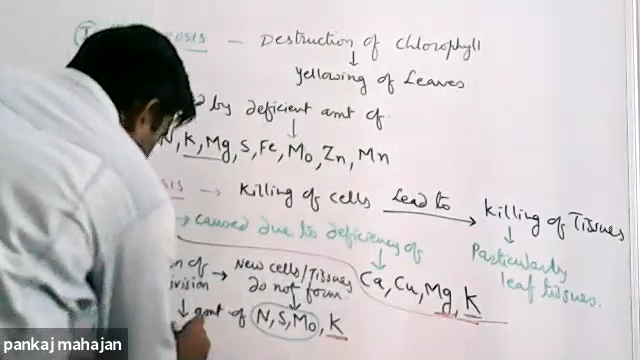 – Destruction of Chlorophyll
↓
Yellowing of Leaves
by deficient amt of
↓
N, K, Mg, S, Fe, Mo, Zn, Mn
→ Killing of cells Lead to → Killing of Tissues
→ caused due to deficiency of
↓
Particularly
leaf tissues.
Ca, Cu, Mg, K
of → New cells/Tissues
do not form
↓ amt of N, S, Mo, K
pankaj mahajan